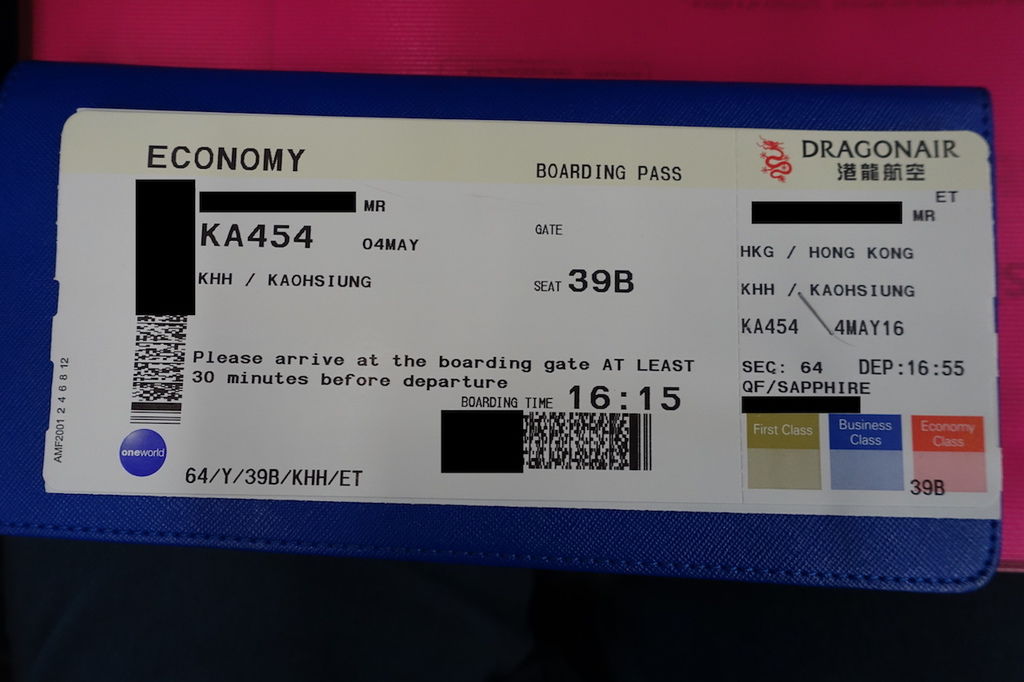 ECONOMY
BOARDING PASS
MR
KA454 04MAY
GATE
KHH / KAOHSIUNG
SEAT 39B
Please arrive at the boarding gate AT LEAST
30 minutes before departure
BOARDING TIME 16:15
AMF2001 2 4 6 8 12
oneworld
64/Y/39B/KHH/ET
DRAGONAIR
港龍航空
ET
MR
HKG / HONG KONG
KHH / KAOHSIUNG
KA454 4MAY16
SEC: 64 DEP:16:55
QF/SAPPHIRE
First Class
Business
Class
Economy
Class
39B